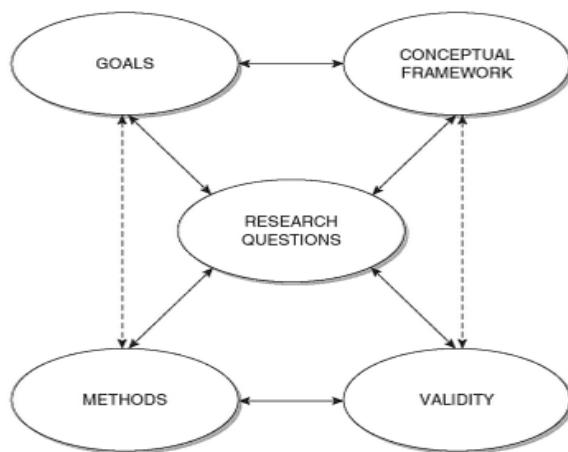 GOALS
CONCEPTUAL
FRAMEWORK
RESEARCH
QUESTIONS
METHODS
VALIDITY